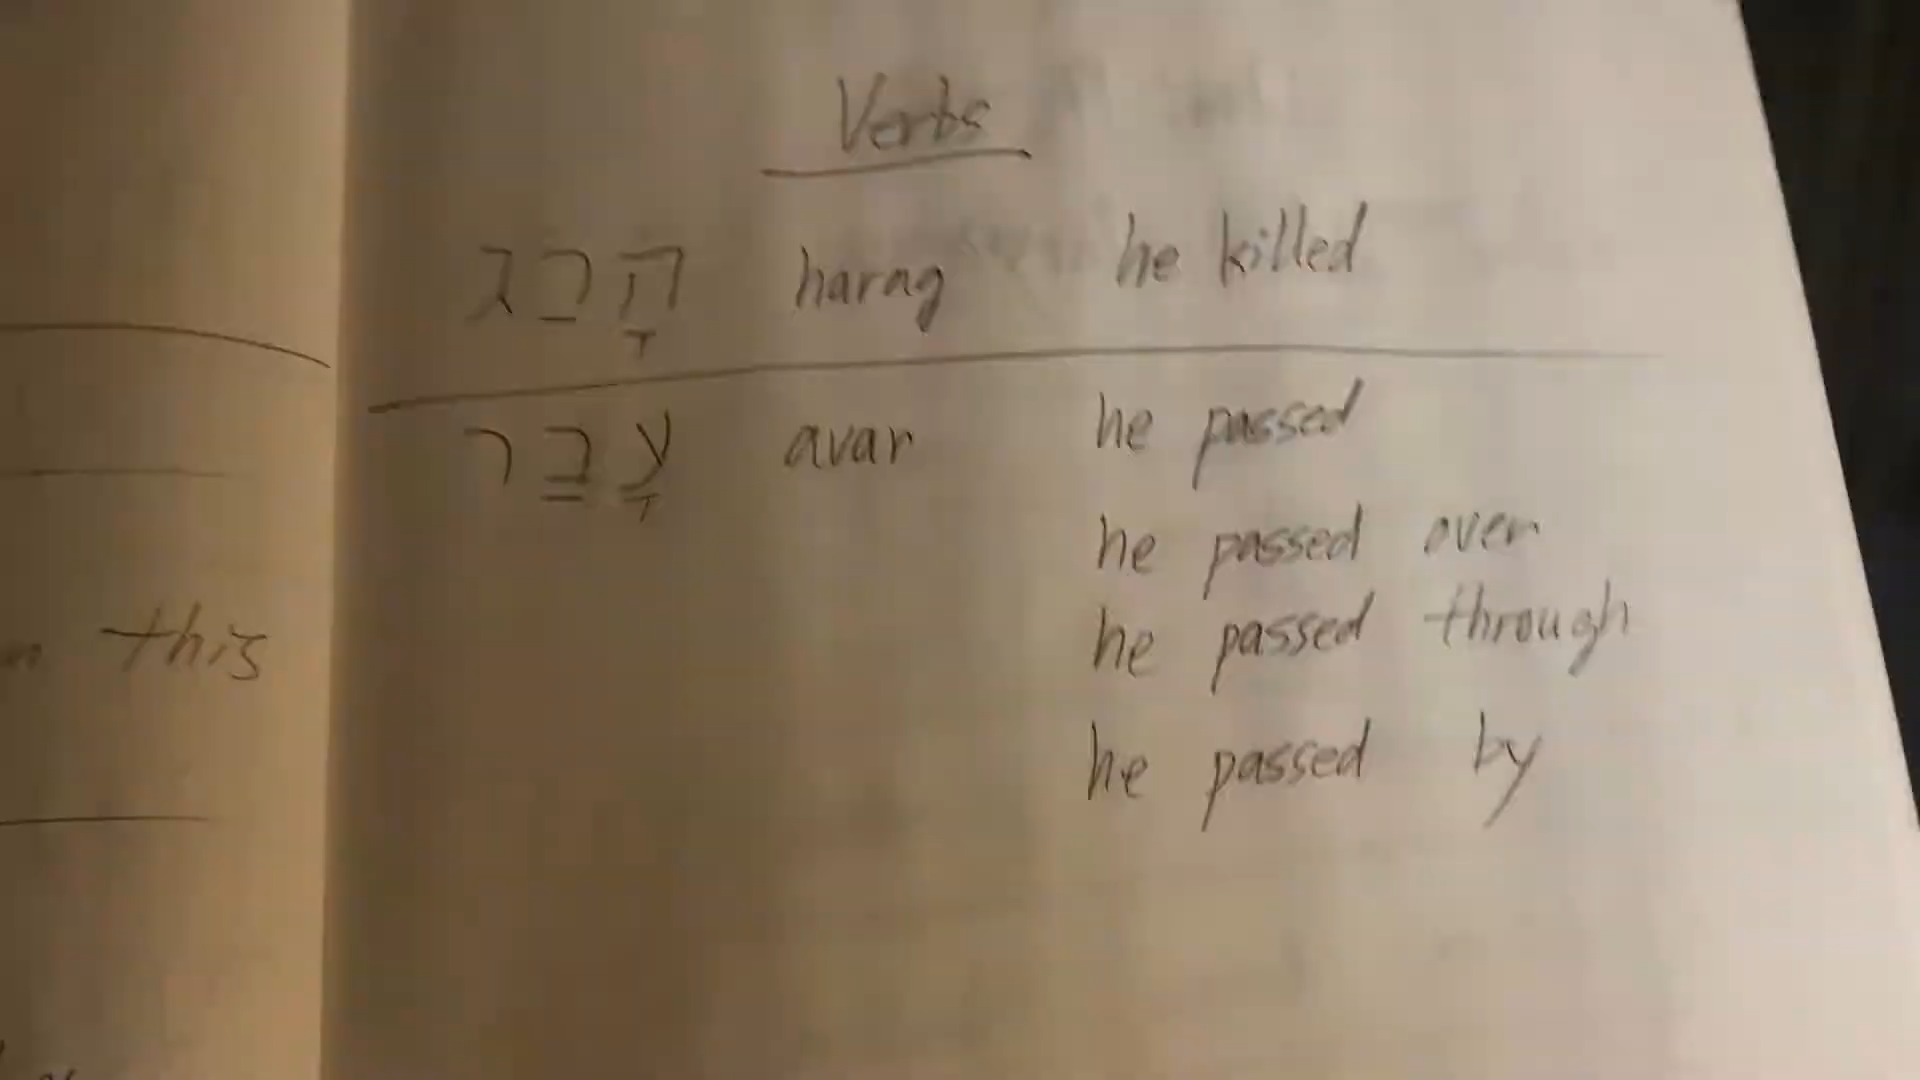 Verbs
הָרַג harag he killed
עָבַר avar he passed
he passed over
he passed through
he passed by
this